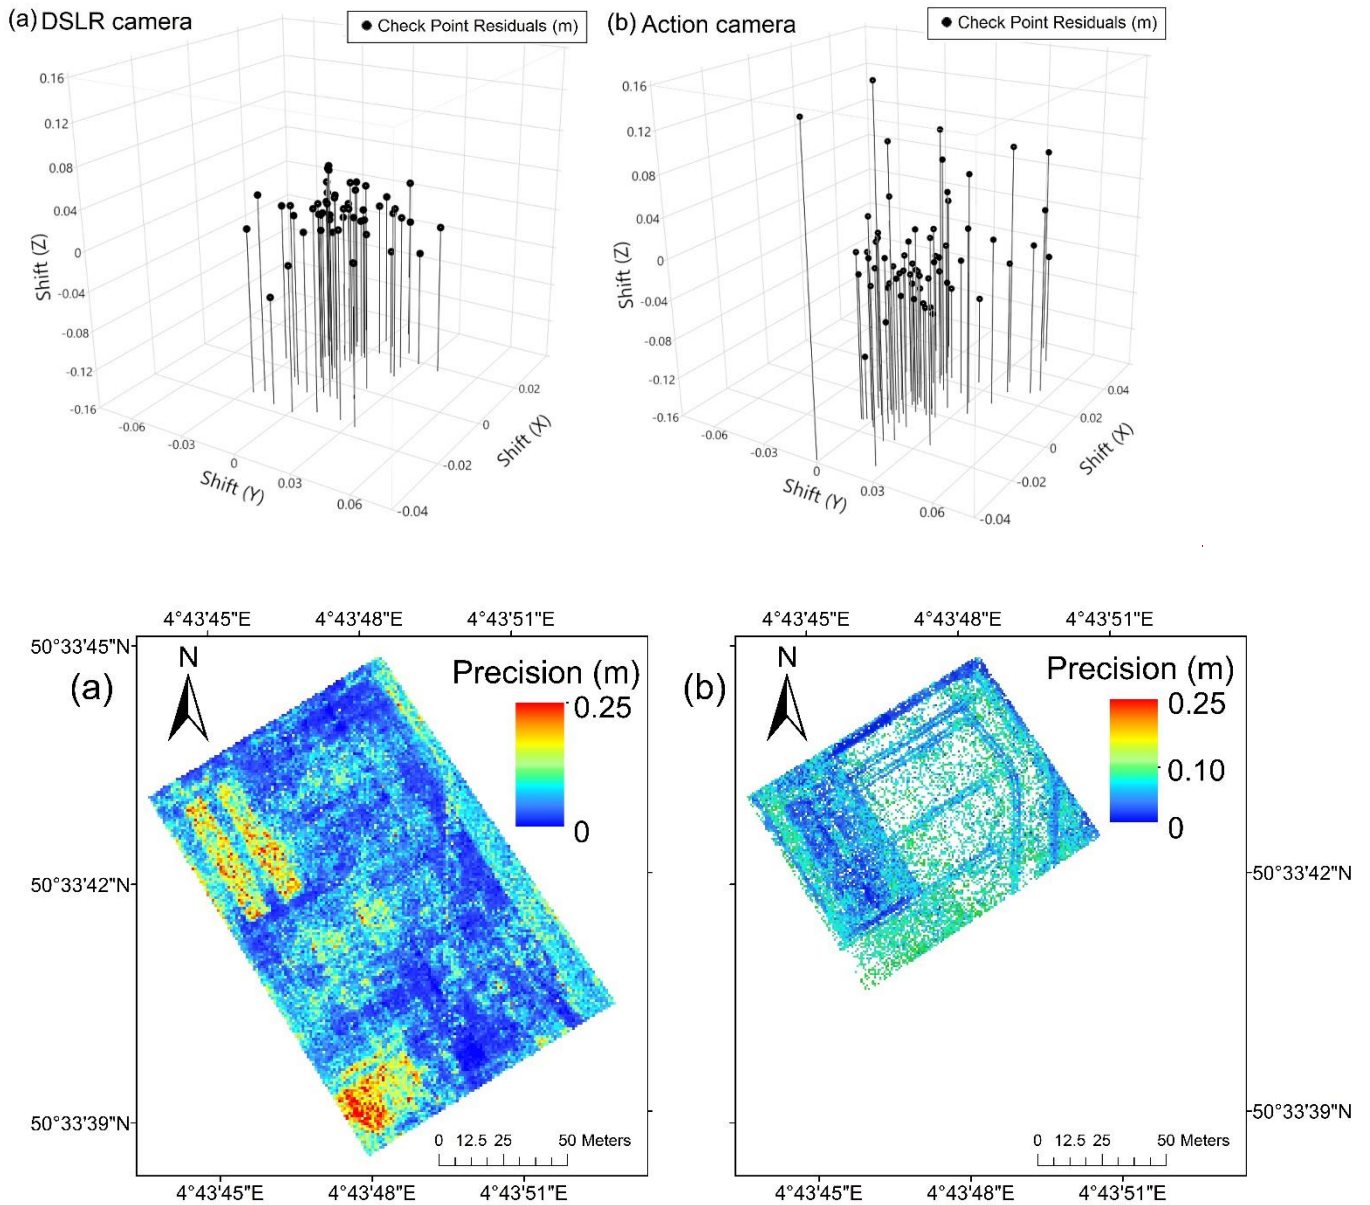 (a) DSLR camera
Check Point Residuals (m)
0.16
0.12
0.08
0.04
0
-0.04
-0.08
-0.12
-0.16
Shift (Z)
-0.06
-0.03
0
0.03
0.06
Shift (Y)
-0.04
-0.02
0
0.02
Shift (X)
(b) Action camera
Check Point Residuals (m)
0.16
0.12
0.08
0.04
0
-0.04
-0.08
-0.12
-0.16
Shift (Z)
-0.06
-0.03
0
0.03
0.06
Shift (Y)
-0.04
-0.02
0
0.02
0.04
Shift (X)
4°43'45"E 4°43'48"E 4°43'51"E
50°33'45"N
50°33'42"N
50°33'39"N
(a)
N
Precision (m)
0.25
0
0 12.5 25 50 Meters
4°43'45"E 4°43'48"E 4°43'51"E
4°43'45"E 4°43'48"E 4°43'51"E
(b)
N
Precision (m)
0.25
0.10
0
50°33'42"N
50°33'39"N
0 12.5 25 50 Meters
4°43'45"E 4°43'48"E 4°43'51"E